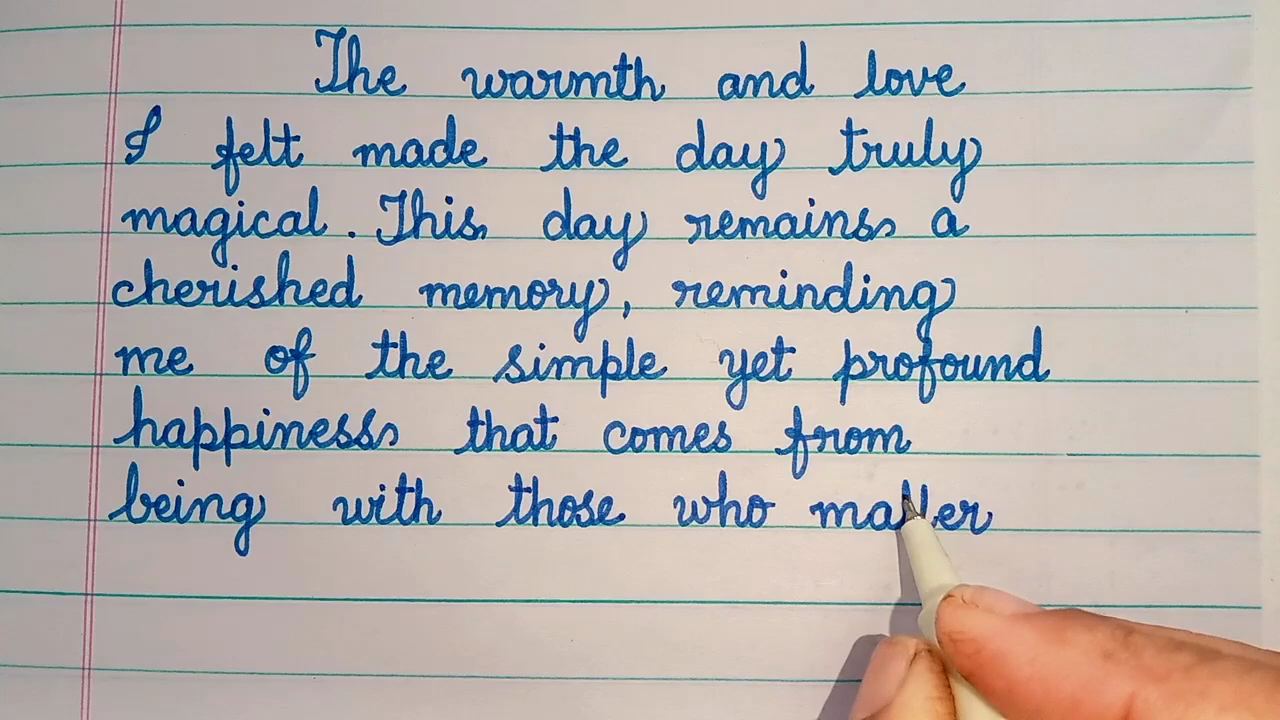 The warmth and love
I felt made the day truly
magical. This day remains a
cherished memory, reminding
me of the simple yet profound
happiness that comes from
being with those who matter